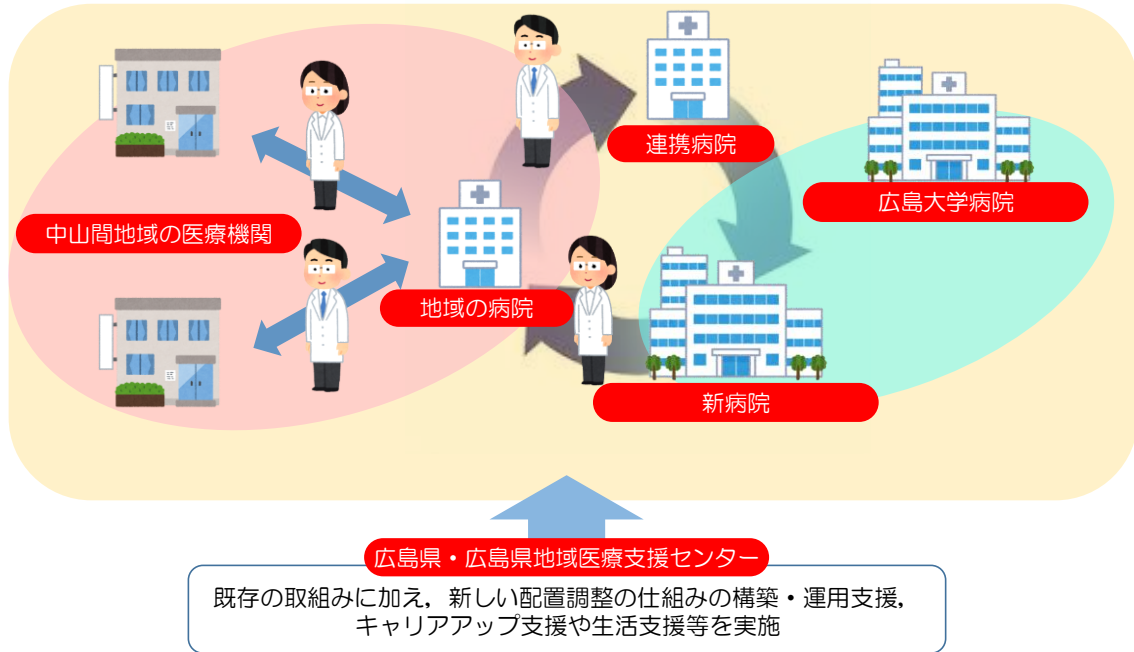 連携病院
広島大学病院
中山間地域の医療機関
地域の病院
新病院
広島県・広島県地域医療支援センター
既存の取組みに加え，新しい配置調整の仕組みの構築・運用支援，
キャリアアップ支援や生活支援等を実施